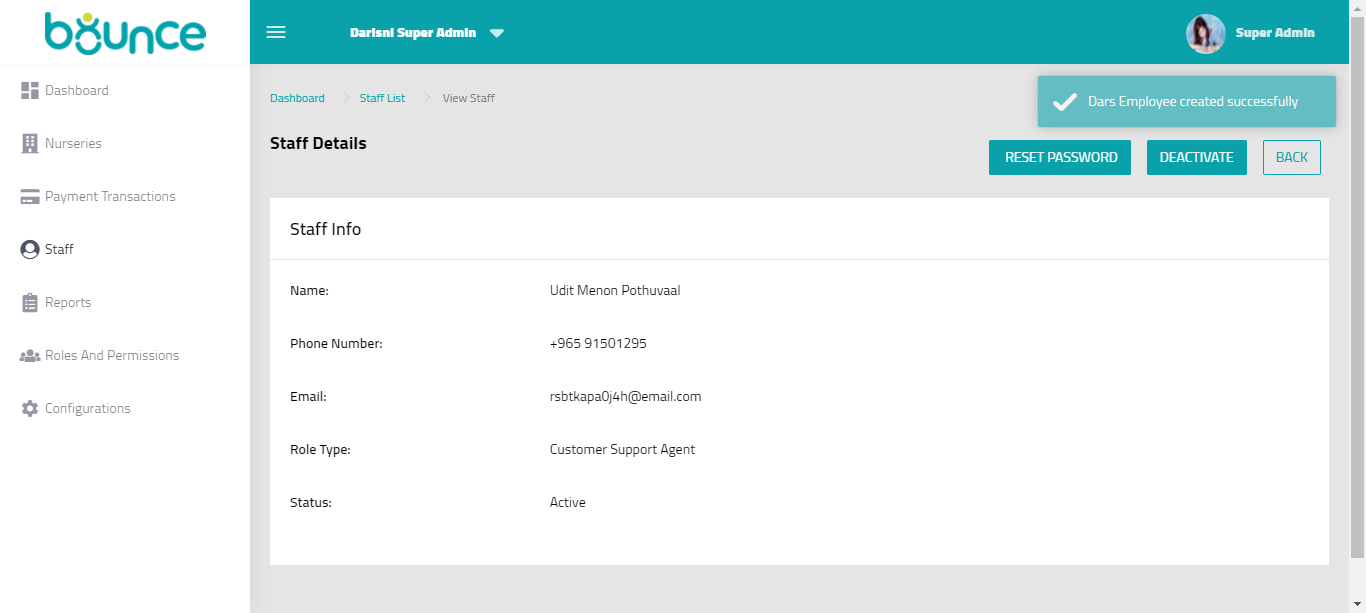 bounce
Darisni Super Admin
Super Admin
Dashboard
Nurseries
Payment Transactions
Staff
Reports
Roles And Permissions
Configurations
Dashboard > Staff List > View Staff
Dars Employee created successfully
Staff Details
RESET PASSWORD DEACTIVATE BACK
Staff Info
Name: Udit Menon Pothuvaal
Phone Number: +965 91501295
Email: rsbtkapa0j4h@email.com
Role Type: Customer Support Agent
Status: Active